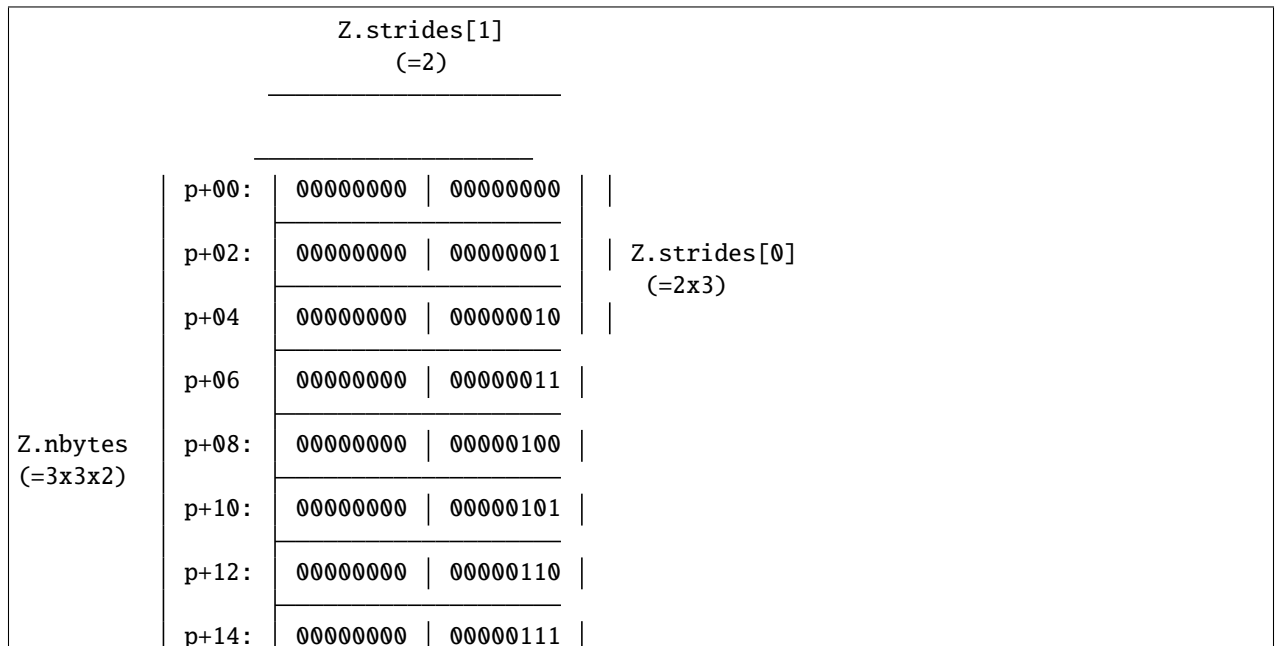 Z.strides[1]
(=2)
p+00: | 00000000 | 00000000 | |
p+02: | 00000000 | 00000001 | | Z.strides[0]
(=2x3)
p+04 | 00000000 | 00000010 | |
p+06 | 00000000 | 00000011 |
Z.nbytes | p+08: | 00000000 | 00000100 |
(=3x3x2)
p+10: | 00000000 | 00000101 |
p+12: | 00000000 | 00000110 |
p+14: | 00000000 | 00000111 |